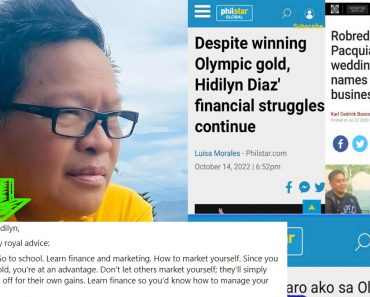 philstar
GLOBAL
Subscribe
Despite winning
Olympic gold,
Hidilyn Diaz'
financial struggles
continue
Luisa Morales - Philstar.com
October 14, 2022 | 6:52pm
Robred
Pacquia
wedding
names
busines
Karl Cedrick Basco
dilyn,
y royal advice:
Go to school. Learn finance and marketing. How to market yourself. Since you
old, you're at an advantage. Don't let others market yourself; they'll simply
off for their own gains. Learn finance so you'd know how to manage your
aro ako sa Ol